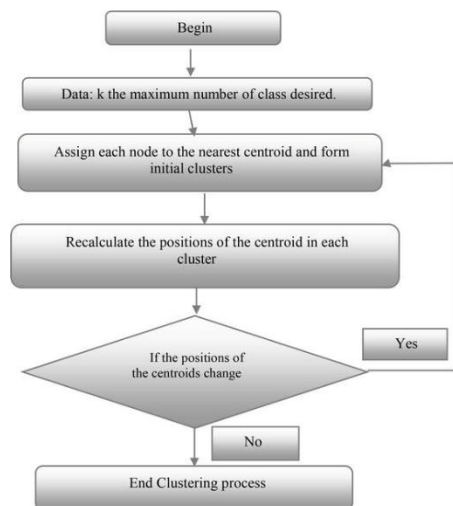 Begin
Data: k the maximum number of class desired.
Assign each node to the nearest centroid and form
initial clusters
Recalculate the positions of the centroid in each
cluster
If the positions of
the centroids change
Yes
No
End Clustering process